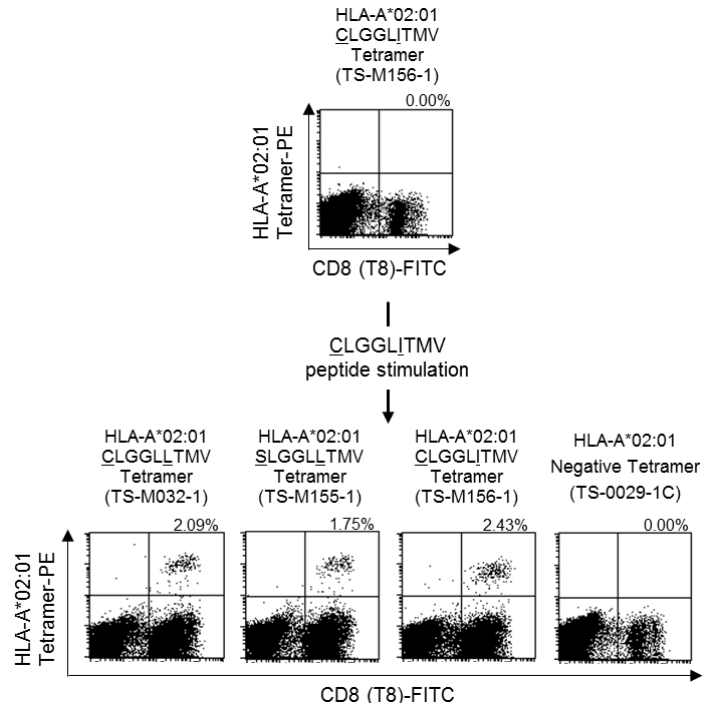 HLA-A*02:01
CLGGLITMV
Tetramer
(TS-M156-1)
0.00%
HLA-A*02:01
Tetramer-PE
CD8 (T8)-FITC
CLGGLITMV
peptide stimulation
HLA-A*02:01
CLGGLLTMV
Tetramer
(TS-M032-1)
2.09%
HLA-A*02:01
SLGGLLTMV
Tetramer
(TS-M155-1)
1.75%
HLA-A*02:01
CLGGLITMV
Tetramer
(TS-M156-1)
2.43%
HLA-A*02:01
Negative Tetramer
(TS-0029-1C)
0.00%
HLA-A*02:01
Tetramer-PE
CD8 (T8)-FITC